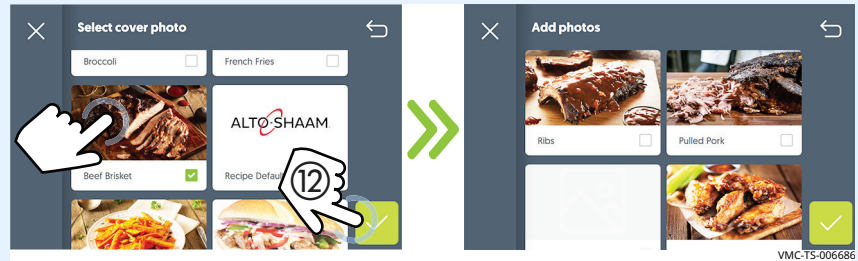 Select cover photo
Broccoli
French Fries
ALTO-SHAAM
Beef Brisket
Recipe Defaul
12
Add photos
Ribs
Pulled Pork
VMC-TS-006686